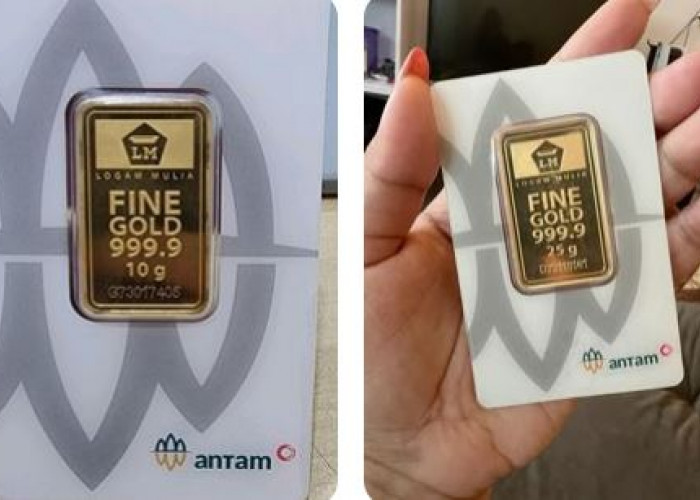 LM
LOGAM MULIA
FINE
GOLD
999.9
10 g
antam
LM
LOGAM MULIA
FINE
GOLD
999.9
25 g
antam